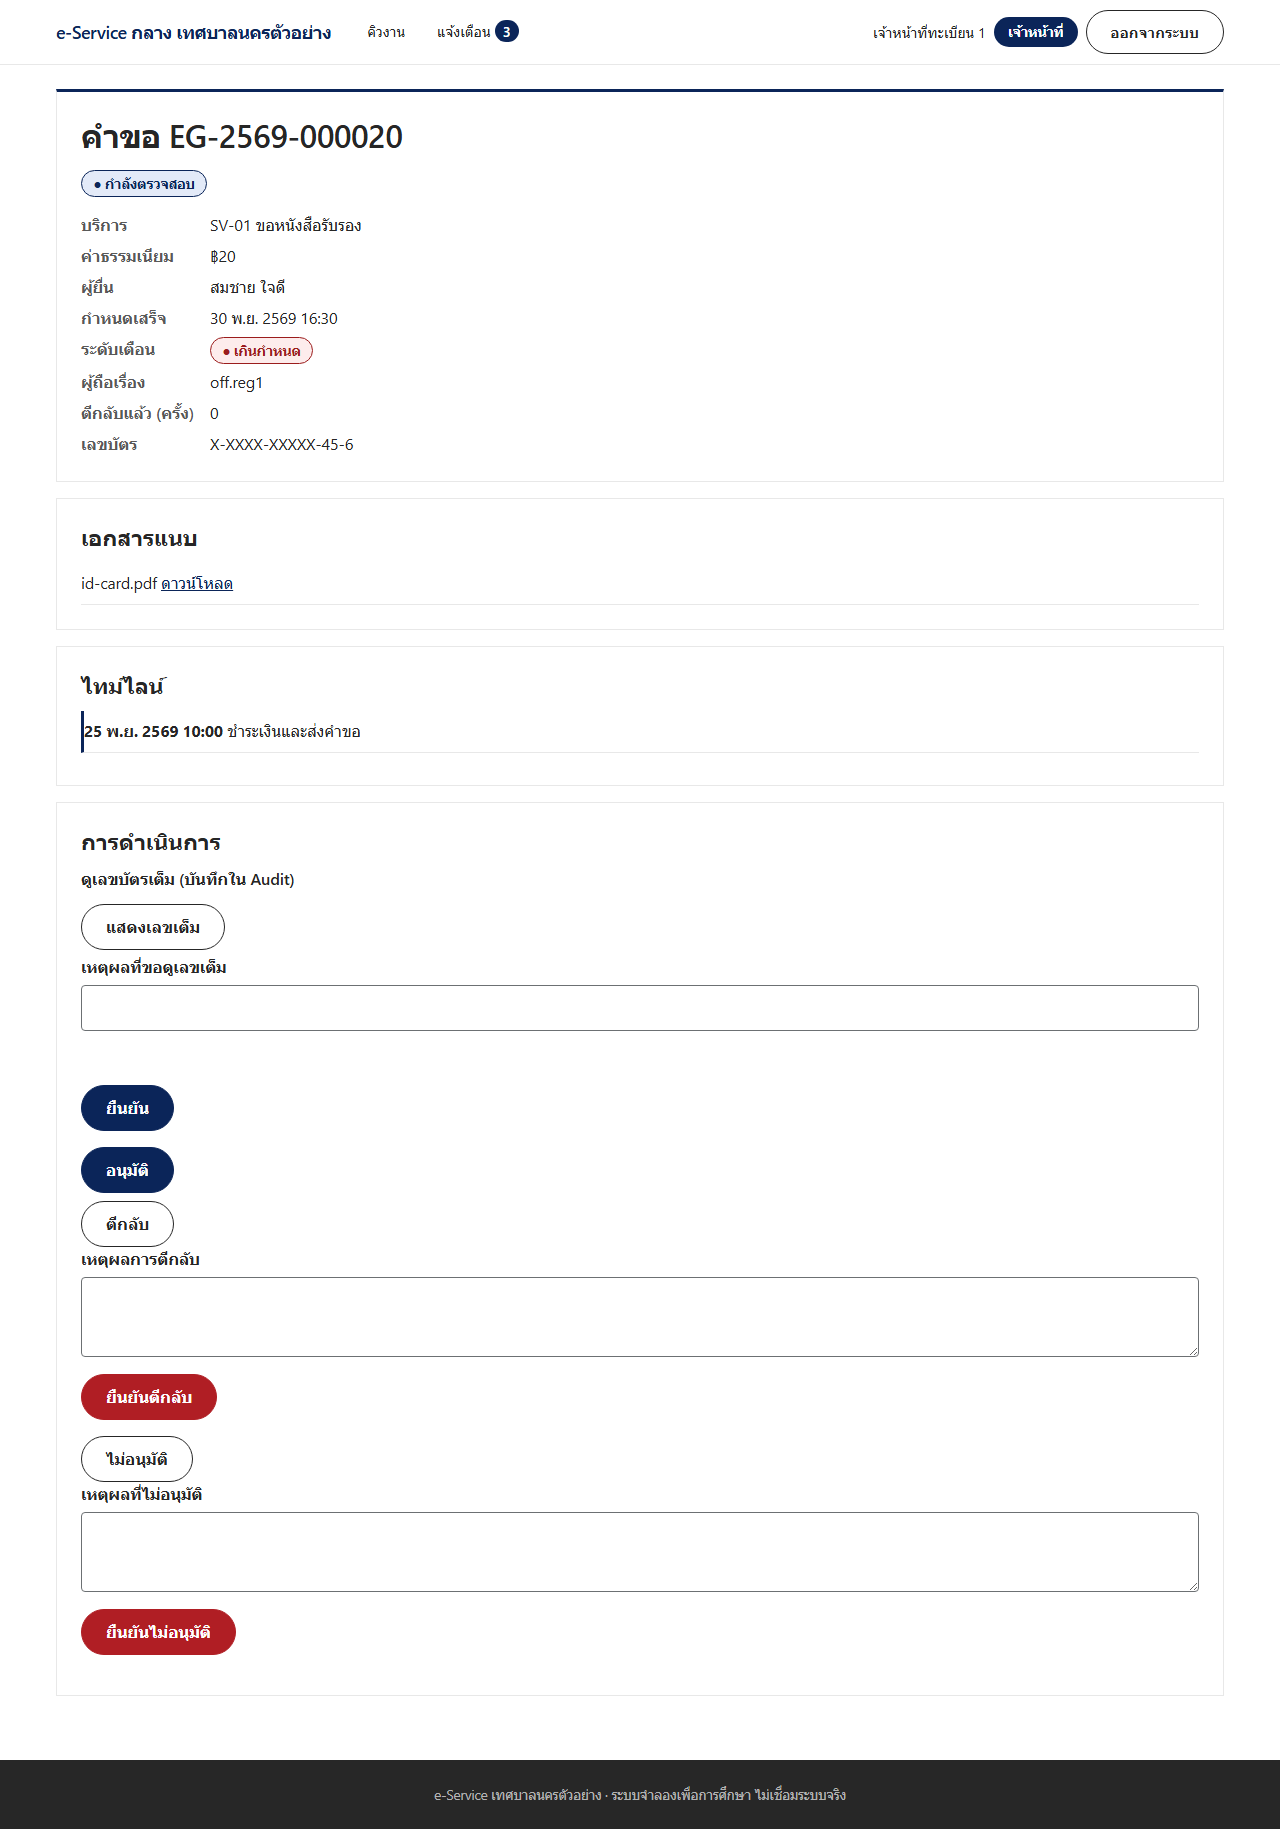 e-Service กลาง เทศบาลนครตัวอย่าง คิวงาน แจ้งเตือน 3 เจ้าหน้าที่ทะเบียน 1 เจ้าหน้าที่ ออกจากระบบ
คำขอ EG-2569-000020
● กำลังตรวจสอบ
บริการ SV-01 ขอหนังสือรับรอง
ค่าธรรมเนียม ฿20
ผู้ยื่น สมชาย ใจดี
กำหนดเสร็จ 30 พ.ย. 2569 16:30
ระดับเตือน ● เกินกำหนด
ผู้ถือเรื่อง off.reg1
ตีกลับแล้ว (ครั้ง) 0
เลขบัตร X-XXXX-XXXXX-45-6
เอกสารแนบ
id-card.pdf ดาวน์โหลด
ไทม์ไลน์
25 พ.ย. 2569 10:00 ชำระเงินและส่งคำขอ
การดำเนินการ
ดูเลขบัตรเต็ม (บันทึกใน Audit)
แสดงเลขเต็ม
เหตุผลที่ขอดูเลขเต็ม
ยืนยัน
อนุมัติ
ตีกลับ
เหตุผลการตีกลับ
ยืนยันตีกลับ
ไม่อนุมัติ
เหตุผลที่ไม่อนุมัติ
ยืนยันไม่อนุมัติ
e-Service เทศบาลนครตัวอย่าง · ระบบจำลองเพื่อการศึกษา ไม่เชื่อมระบบจริง